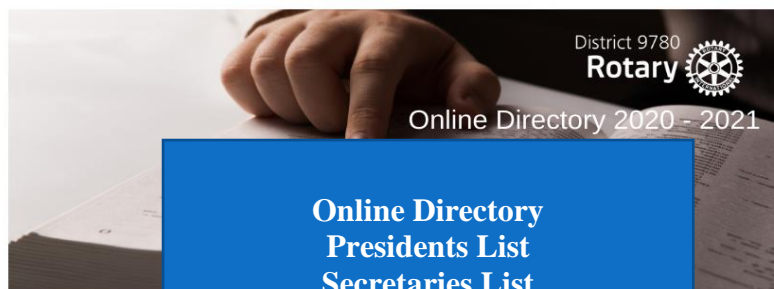 District 9780
Rotary
Online Directory 2020 - 2021
Online Directory
Presidents List
Secretaries List